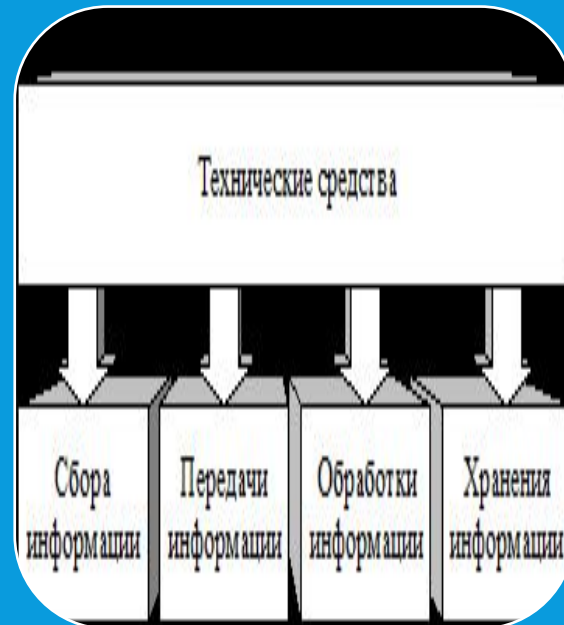 Технические средства
Сбора
информации
Передачи
информации
Обработки
информации
Хранения
информации